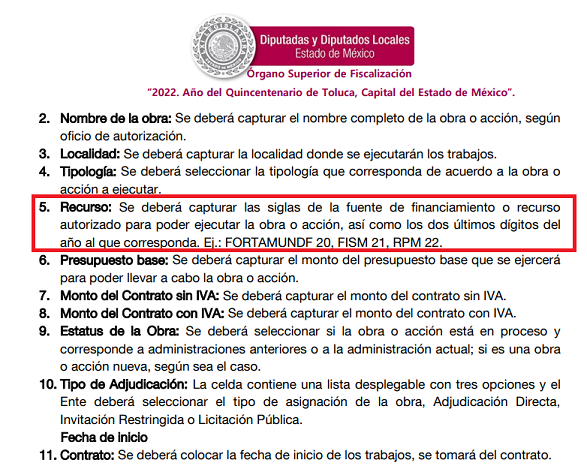 Diputadas y Diputados Locales
Estado de México
Órgano Superior de Fiscalización
"2022. Año del Quincentenario de Toluca, Capital del Estado de México".
2. Nombre de la obra: Se deberá capturar el nombre completo de la obra o acción, según
oficio de autorización.
3. Localidad: Se deberá capturar la localidad donde se ejecutarán los trabajos.
4. Tipología: Se deberá seleccionar la tipología que corresponda de acuerdo a la obra o
acción a ejecutar.
5. Recurso: Se deberá capturar las siglas de la fuente de financiamiento o recurso
autorizado para poder ejecutar la obra o acción, así como los dos últimos dígitos del
año al que corresponda. Ej.: FORTAMUNDF 20, FISM 21, RPM 22.
6. Presupuesto base: Se deberá capturar el monto del presupuesto base que se ejercerá
para poder llevar a cabo la obra o acción.
7. Monto del Contrato sin IVA: Se deberá capturar el monto del contrato sin IVA.
8. Monto del Contrato con IVA: Se deberá capturar el monto del contrato con IVA.
9. Estatus de la Obra: Se deberá seleccionar si la obra o acción está en proceso y
corresponde a administraciones anteriores o a la administración actual; si es una obra
o acción nueva, según sea el caso.
10. Tipo de Adjudicación: La celda contiene una lista desplegable con tres opciones y el
Ente deberá seleccionar el tipo de asignación de la obra, Adjudicación Directa,
Invitación Restringida o Licitación Pública.
Fecha de inicio
11. Contrato: Se deberá colocar la fecha de inicio de los trabajos, se tomará del contrato.